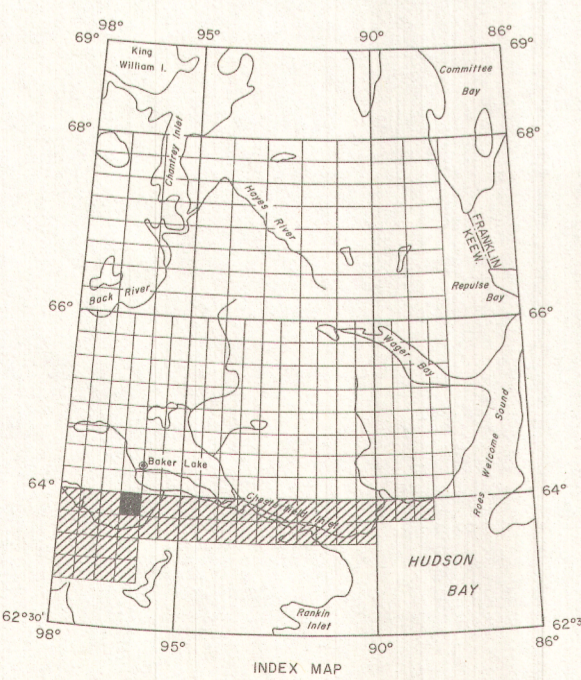 98° 95° 90° 86°
69° 69°
King
William I.
Committee
Bay
68° 68°
Chantrey Inlet
Hayes
River
FRANKLIN
KEEW.
Back River
Repulse
Bay
66° 66°
Wager Bay
Roes Welcome Sound
Baker Lake
64° 64°
Chesterfield Inlet
HUDSON
BAY
Rankin
Inlet
62°30' 62°3
98° 95° 90° 86°
INDEX MAP